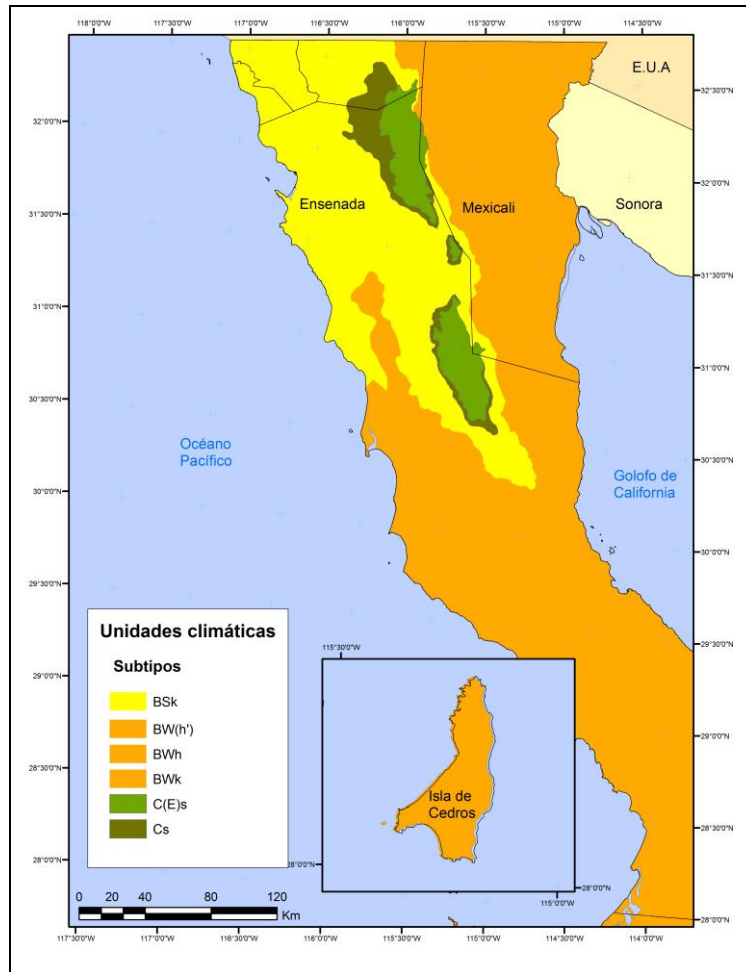 118°0'0"W 117°0'0"W 116°30'0"W 116°0'0"W 115°30'0"W 115°0'0"W 114°30'0"W
E.U.A
32°0'0"N
32°30'0"N
Ensenada
Mexicali
Sonora
32°0'0"N
31°30'0"N
31°30'0"N
31°0'0"N
31°0'0"N
30°30'0"N
30°30'0"N
Océano
Pacífico
Golofo de
California
30°0'0"N
30°0'0"N
29°30'0"N
29°30'0"N
Unidades climáticas
Subtipos
BSk
BW(h')
BWh
BWk
C(E)s
Cs
29°0'0"N
28°30'0"N
28°0'0"N
115°30'0"W
Isla de
Cedros
28°0'0"N
115°0'0"W
29°0'0"N
28°30'0"N
28°0'0"N
0 20 40 80 120
Km
117°30'0"W 117°0'0"W 116°30'0"W 116°0'0"W 115°30'0"W 115°0'0"W 114°30'0"W 114°0'0"W